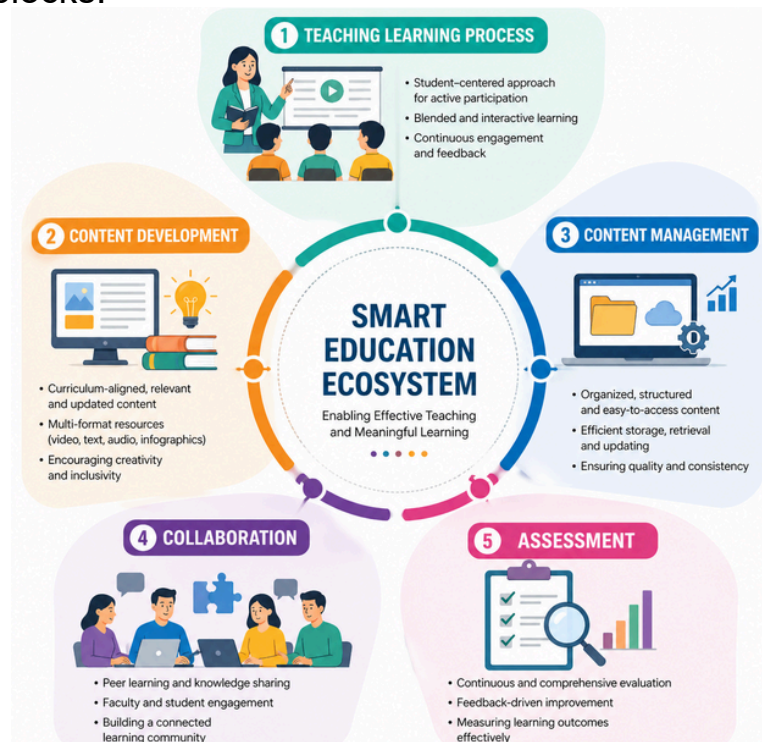 blocks.
1 TEACHING LEARNING PROCESS
• Student-centered approach
for active participation
• Blended and interactive learning
• Continuous engagement
and feedback
2 CONTENT DEVELOPMENT
• Curriculum-aligned, relevant
and updated content
• Multi-format resources
(video, text, audio, infographics)
• Encouraging creativity
and inclusivity
3 CONTENT MANAGEMENT
• Organized, structured
and easy-to-access content
• Efficient storage, retrieval
and updating
• Ensuring quality and consistency
SMART
EDUCATION
ECOSYSTEM
Enabling Effective Teaching
and Meaningful Learning
4 COLLABORATION
• Peer learning and knowledge sharing
• Faculty and student engagement
• Building a connected
learning community
5 ASSESSMENT
• Continuous and comprehensive evaluation
• Feedback-driven improvement
• Measuring learning outcomes
effectively